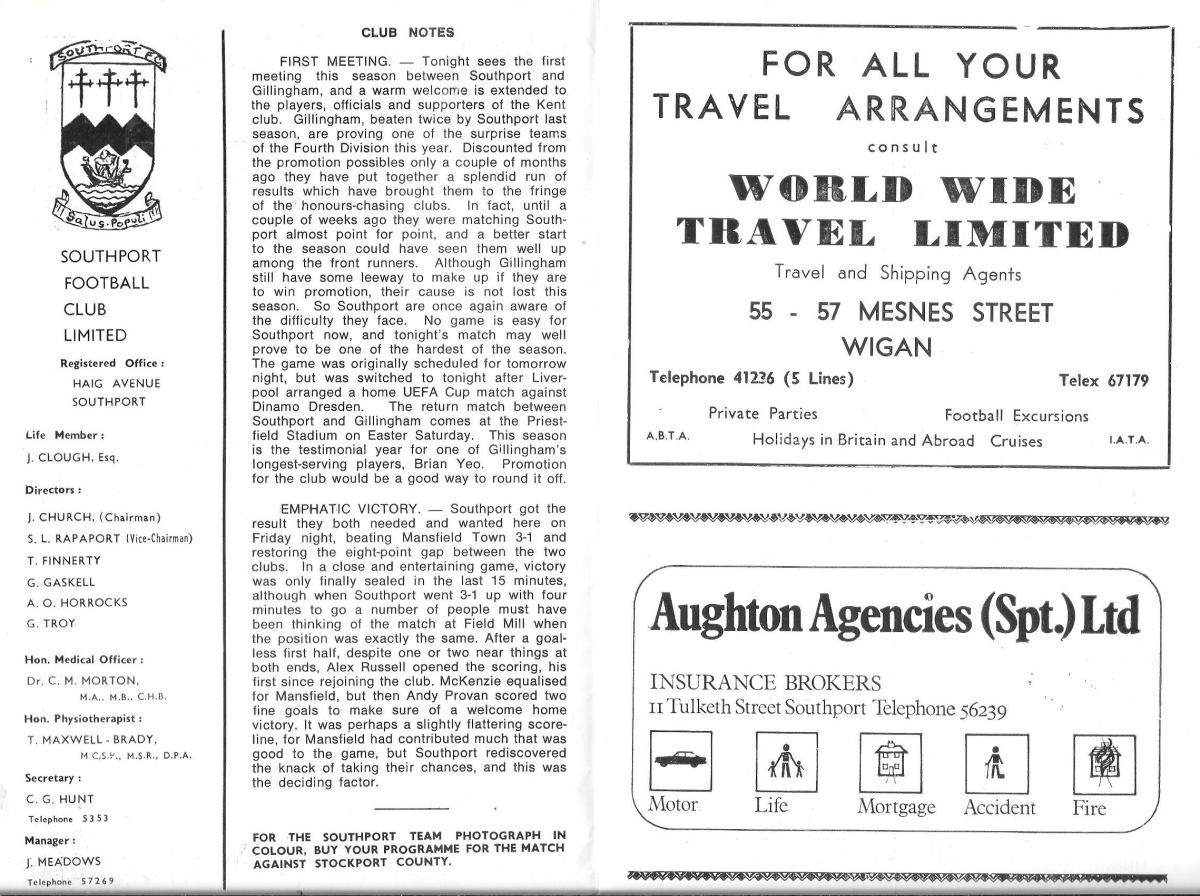 SOUTHPORT FC
Salus Populi
SOUTHPORT
FOOTBALL
CLUB
LIMITED
Registered Office :
HAIG AVENUE
SOUTHPORT
Life Member :
J. CLOUGH, Esq.
Directors :
J. CHURCH, (Chairman)
S. L. RAPAPORT (Vice-Chairman)
T. FINNERTY
G. GASKELL
A. O. HORROCKS
G. TROY
Hon. Medical Officer :
Dr. C. M. MORTON,
M.A., M.B., C.H.B.
Hon. Physiotherapist :
T. MAXWELL - BRADY,
M C.S.P., M.S.R., D.P.A.
Secretary :
C. G. HUNT
Telephone 5353
Manager :
J. MEADOWS
Telephone 57269
CLUB NOTES
FIRST MEETING. — Tonight sees the first
meeting this season between Southport and
Gillingham, and a warm welcome is extended to
the players, officials and supporters of the Kent
club. Gillingham, beaten twice by Southport last
season, are proving one of the surprise teams
of the Fourth Division this year. Discounted from
the promotion possibles only a couple of months
ago they have put together a splendid run of
results which have brought them to the fringe
of the honours-chasing clubs. In fact, until a
couple of weeks ago they were matching South-
port almost point for point, and a better start
to the season could have seen them well up
among the front runners. Although Gillingham
still have some leeway to make up if they are
to win promotion, their cause is not lost this
season. So Southport are once again aware of
the difficulty they face. No game is easy for
Southport now, and tonight's match may well
prove to be one of the hardest of the season.
The game was originally scheduled for tomorrow
night, but was switched to tonight after Liver-
pool arranged a home UEFA Cup match against
Dinamo Dresden. The return match between
Southport and Gillingham comes at the Priest-
field Stadium on Easter Saturday. This season
is the testimonial year for one of Gillingham's
longest-serving players, Brian Yeo. Promotion
for the club would be a good way to round it off.
EMPHATIC VICTORY. — Southport got the
result they both needed and wanted here on
Friday night, beating Mansfield Town 3-1 and
restoring the eight-point gap between the two
clubs. In a close and entertaining game, victory
was only finally sealed in the last 15 minutes,
although when Southport went 3-1 up with four
minutes to go a number of people must have
been thinking of the match at Field Mill when
the position was exactly the same. After a goal-
less first half, despite one or two near things at
both ends, Alex Russell opened the scoring, his
first since rejoining the club. McKenzie equalised
for Mansfield, but then Andy Provan scored two
fine goals to make sure of a welcome home
victory. It was perhaps a slightly flattering score-
line, for Mansfield had contributed much that was
good to the game, but Southport rediscovered
the knack of taking their chances, and this was
the deciding factor.
FOR THE SOUTHPORT TEAM PHOTOGRAPH IN
COLOUR, BUY YOUR PROGRAMME FOR THE MATCH
AGAINST STOCKPORT COUNTY.
FOR ALL YOUR
TRAVEL ARRANGEMENTS
consult
WORLD WIDE
TRAVEL LIMITED
Travel and Shipping Agents
55 - 57 MESNES STREET
WIGAN
Telephone 41236 (5 Lines) Telex 67179
Private Parties Football Excursions
A.B.T.A. Holidays in Britain and Abroad Cruises I.A.T.A.
Aughton Agencies (Spt.) Ltd
INSURANCE BROKERS
11 Tulketh Street Southport Telephone 56239
Motor Life Mortgage Accident Fire